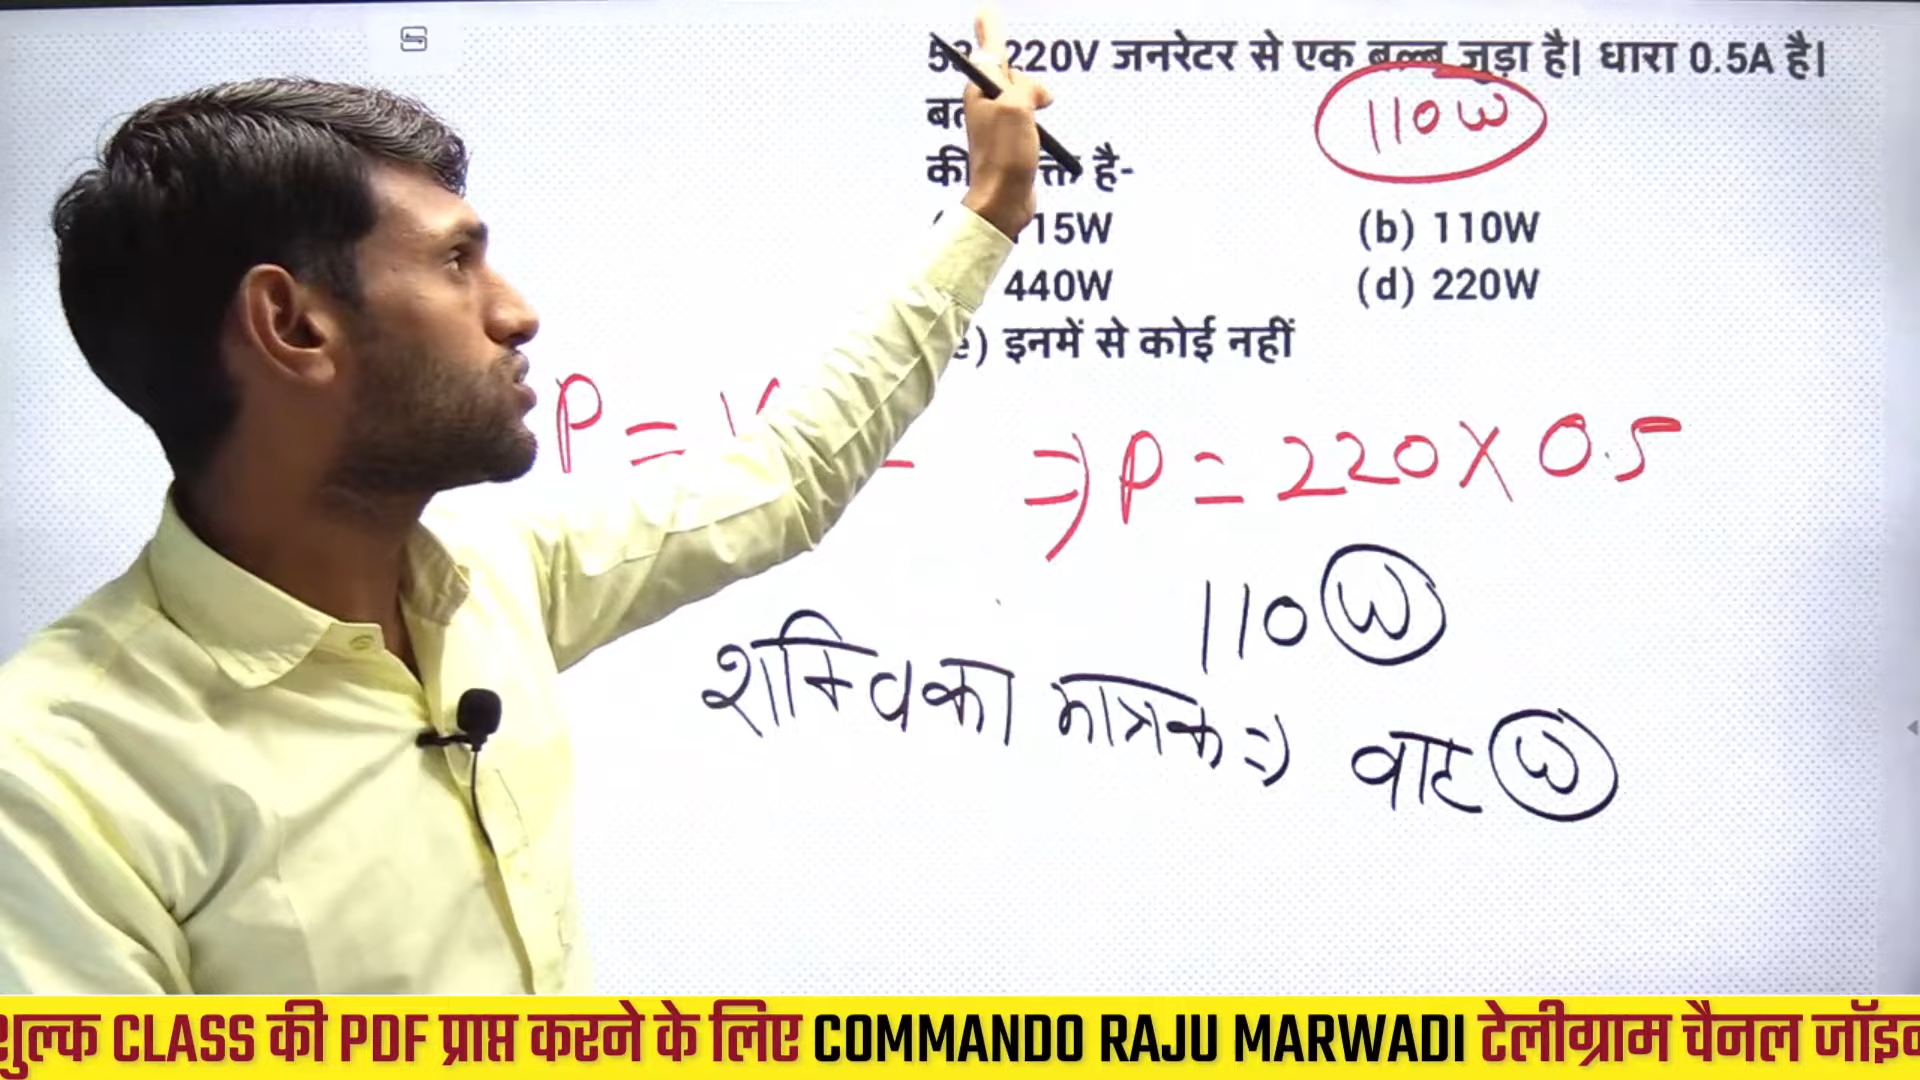 220V जनरेटर से एक बल्ब जुड़ा है। धारा 0.5A है।
110W
की है-
15W (b) 110W
440W (d) 220W
e) इनमें से कोई नहीं
P = V
⇒ P = 220 X 0.5
110 W
शक्ति का मात्रक ⇒ वाट W
शुल्क CLASS की PDF प्राप्त करने के लिए COMMANDO RAJU MARWADI टेलीग्राम चैनल जॉइन